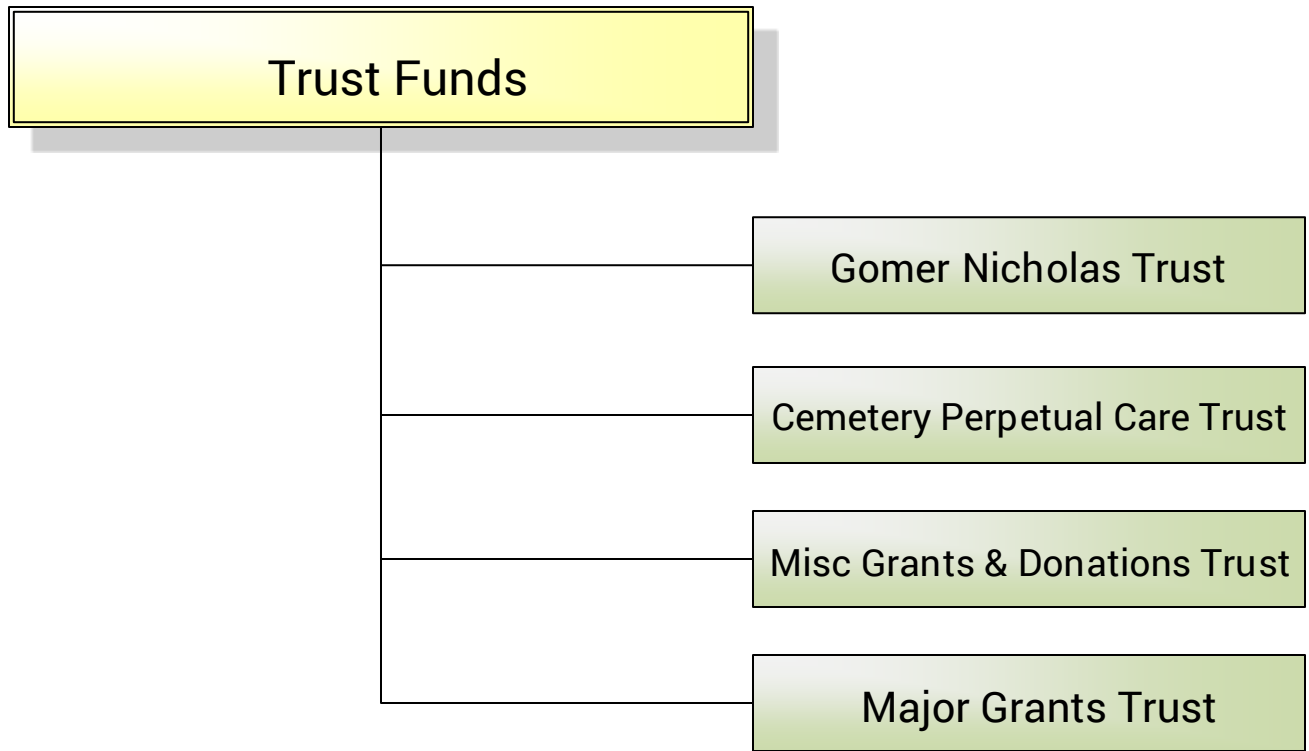 Trust Funds
Gomer Nicholas Trust
Cemetery Perpetual Care Trust
Misc Grants & Donations Trust
Major Grants Trust